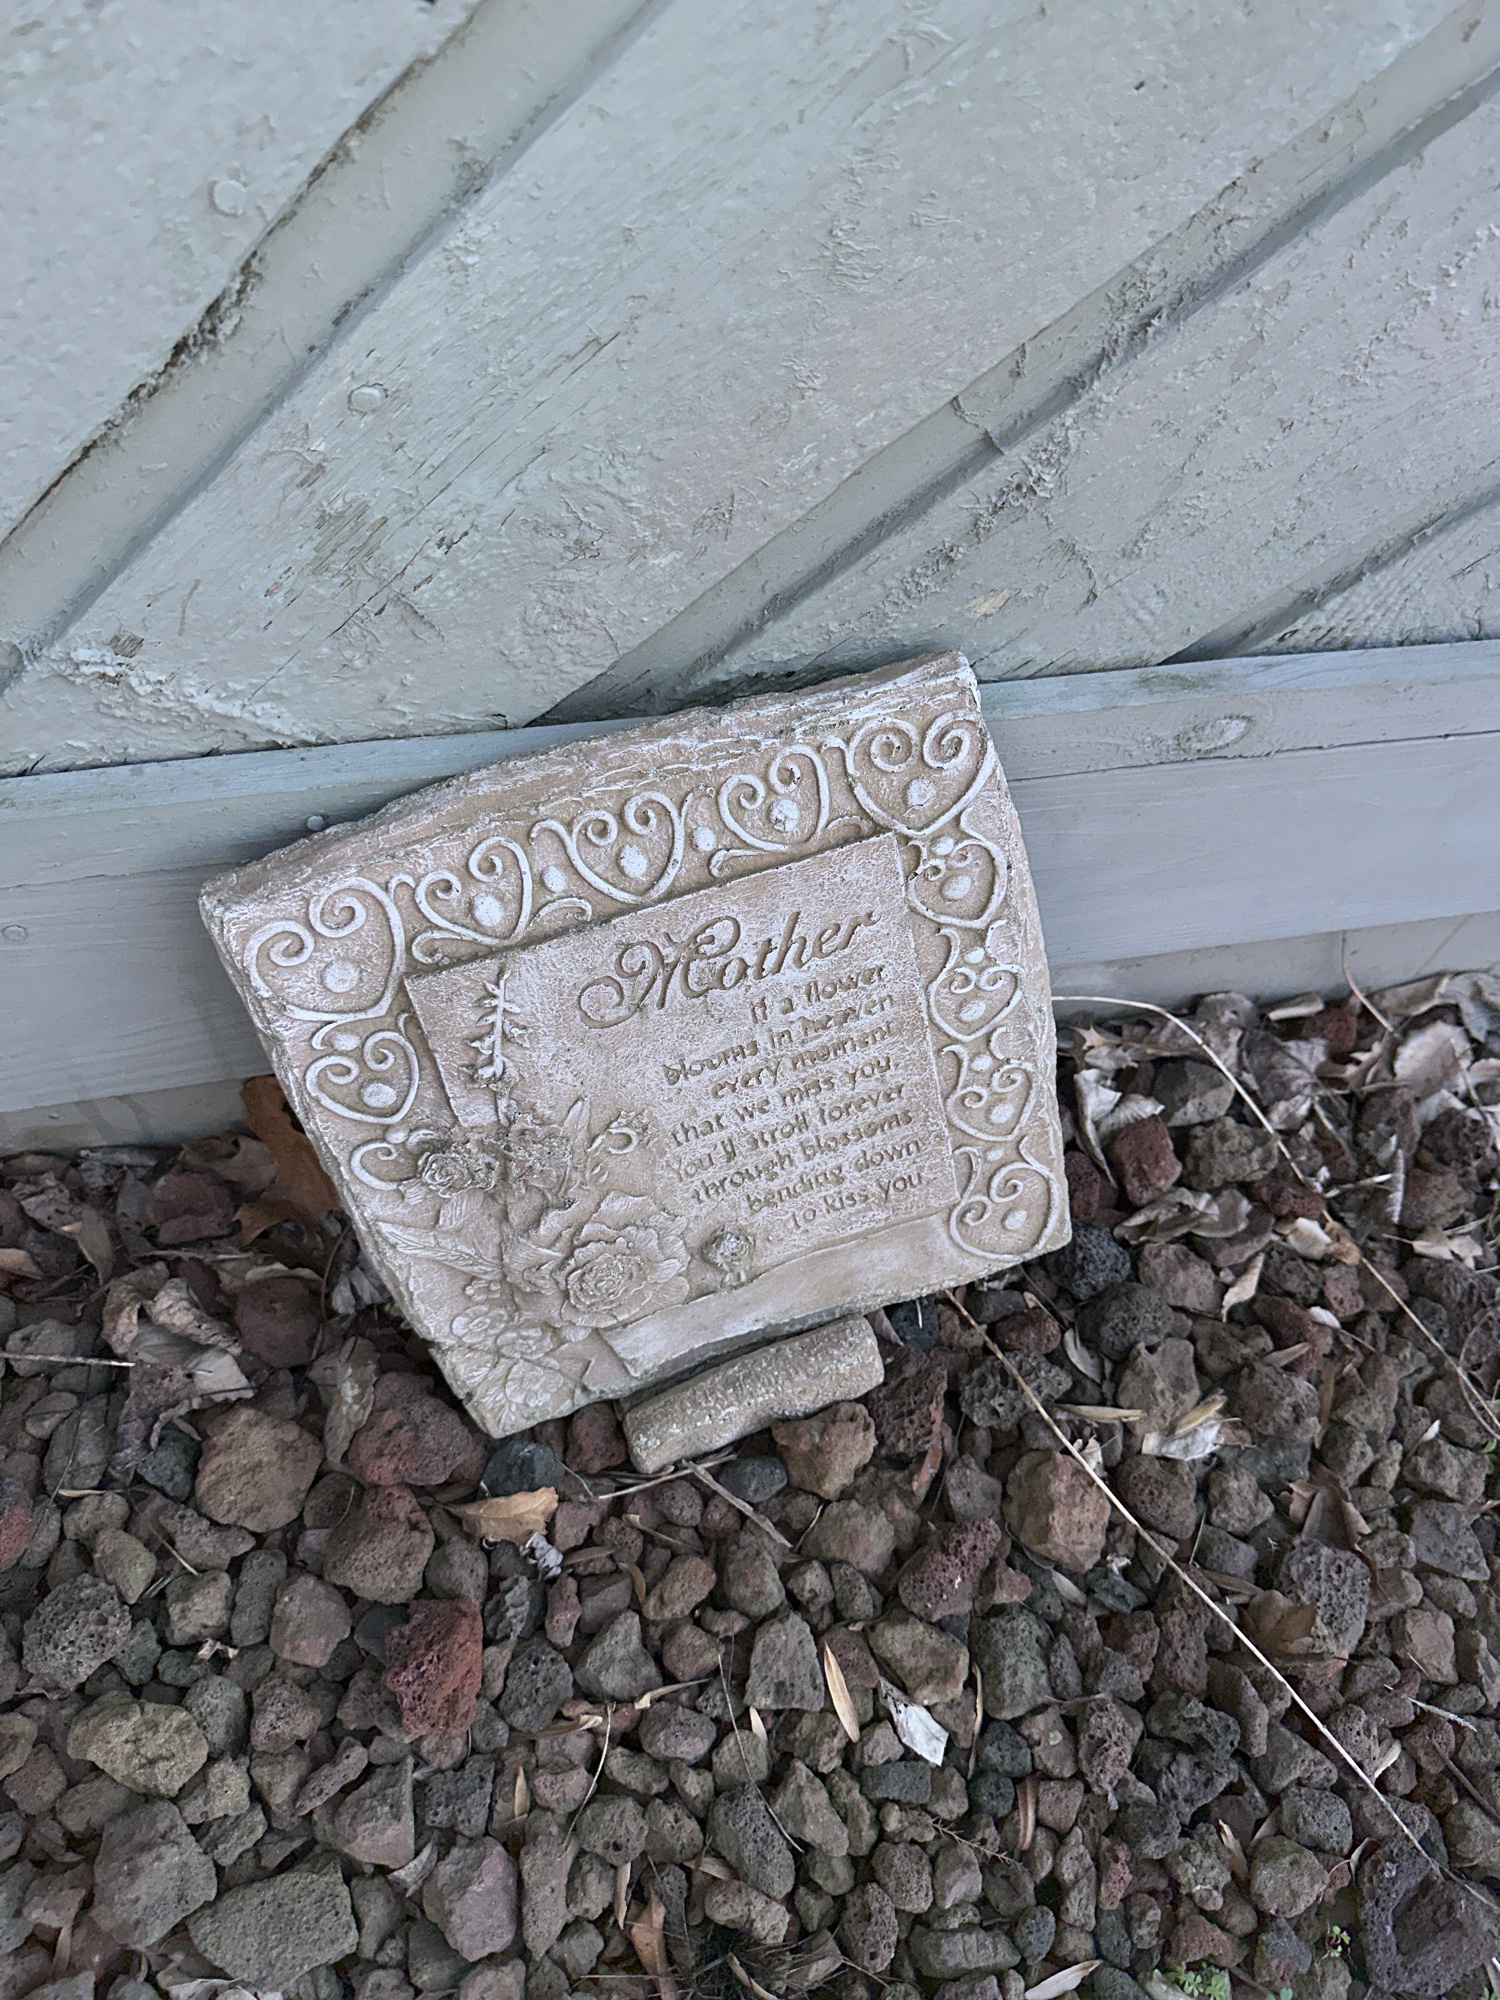 Mother
If a flower
blooms in heaven
every moment
that we miss you,
You'll stroll forever
through blossoms
bending down
to kiss you.